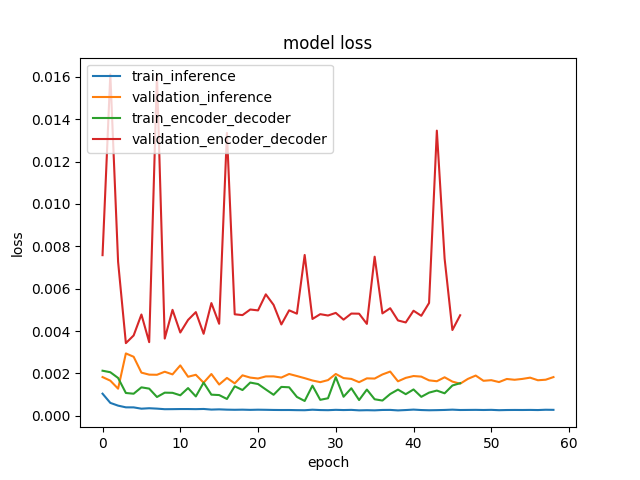 model loss
train_inference
validation_inference
train_encoder_decoder
validation_encoder_decoder
0.016
0.014
0.012
0.010
0.008
0.006
0.004
0.002
0.000
loss
0 10 20 30 40 50 60
epoch